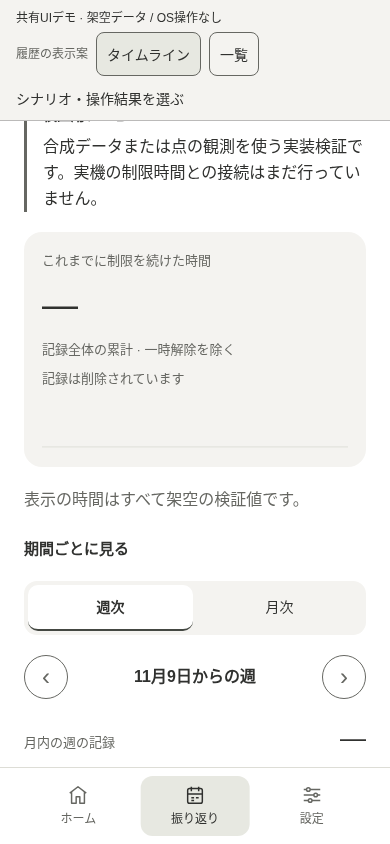 共有UIデモ · 架空データ / OS操作なし
履歴の表示案
タイムライン
一覧
シナリオ・操作結果を選ぶ
合成データまたは点の観測を使う実装検証で
す。実機の制限時間との接続はまだ行ってい
ません。
これまでに制限を続けた時間
—
記録全体の累計 · 一時解除を除く
記録は削除されています
表示の時間はすべて架空の検証値です。
期間ごとに見る
週次
月次
‹
11月9日からの週
›
月内の週の記録
—
ホーム
振り返り
設定